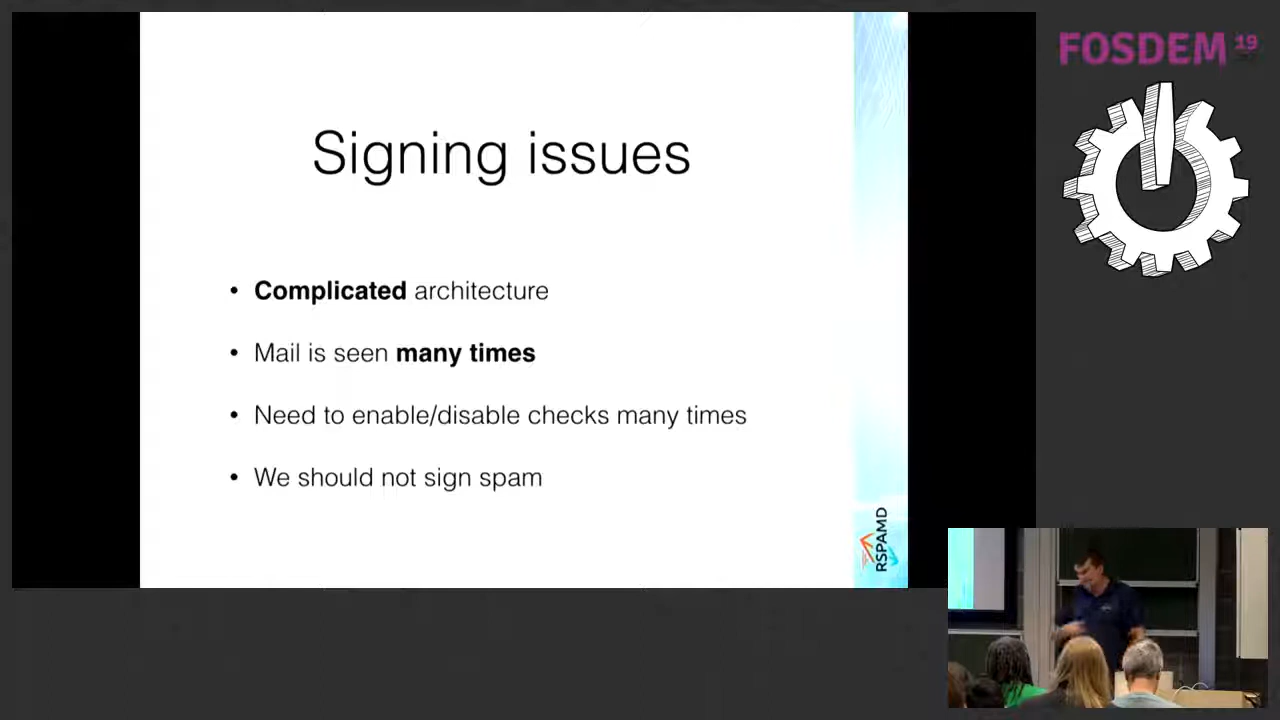 FOSDEM 19
Signing issues
• Complicated architecture
• Mail is seen many times
• Need to enable/disable checks many times
• We should not sign spam
RSPAMD